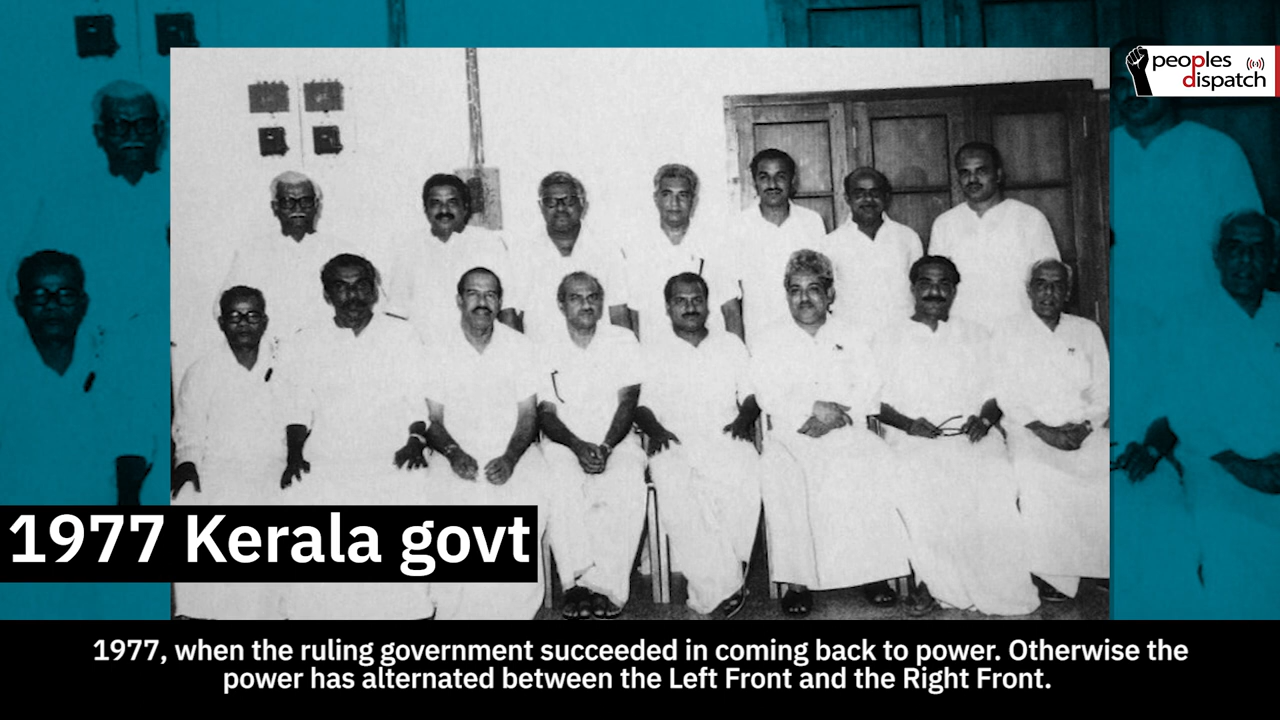 peoples
dispatch
1977 Kerala govt
1977, when the ruling government succeeded in coming back to power. Otherwise the
power has alternated between the Left Front and the Right Front.